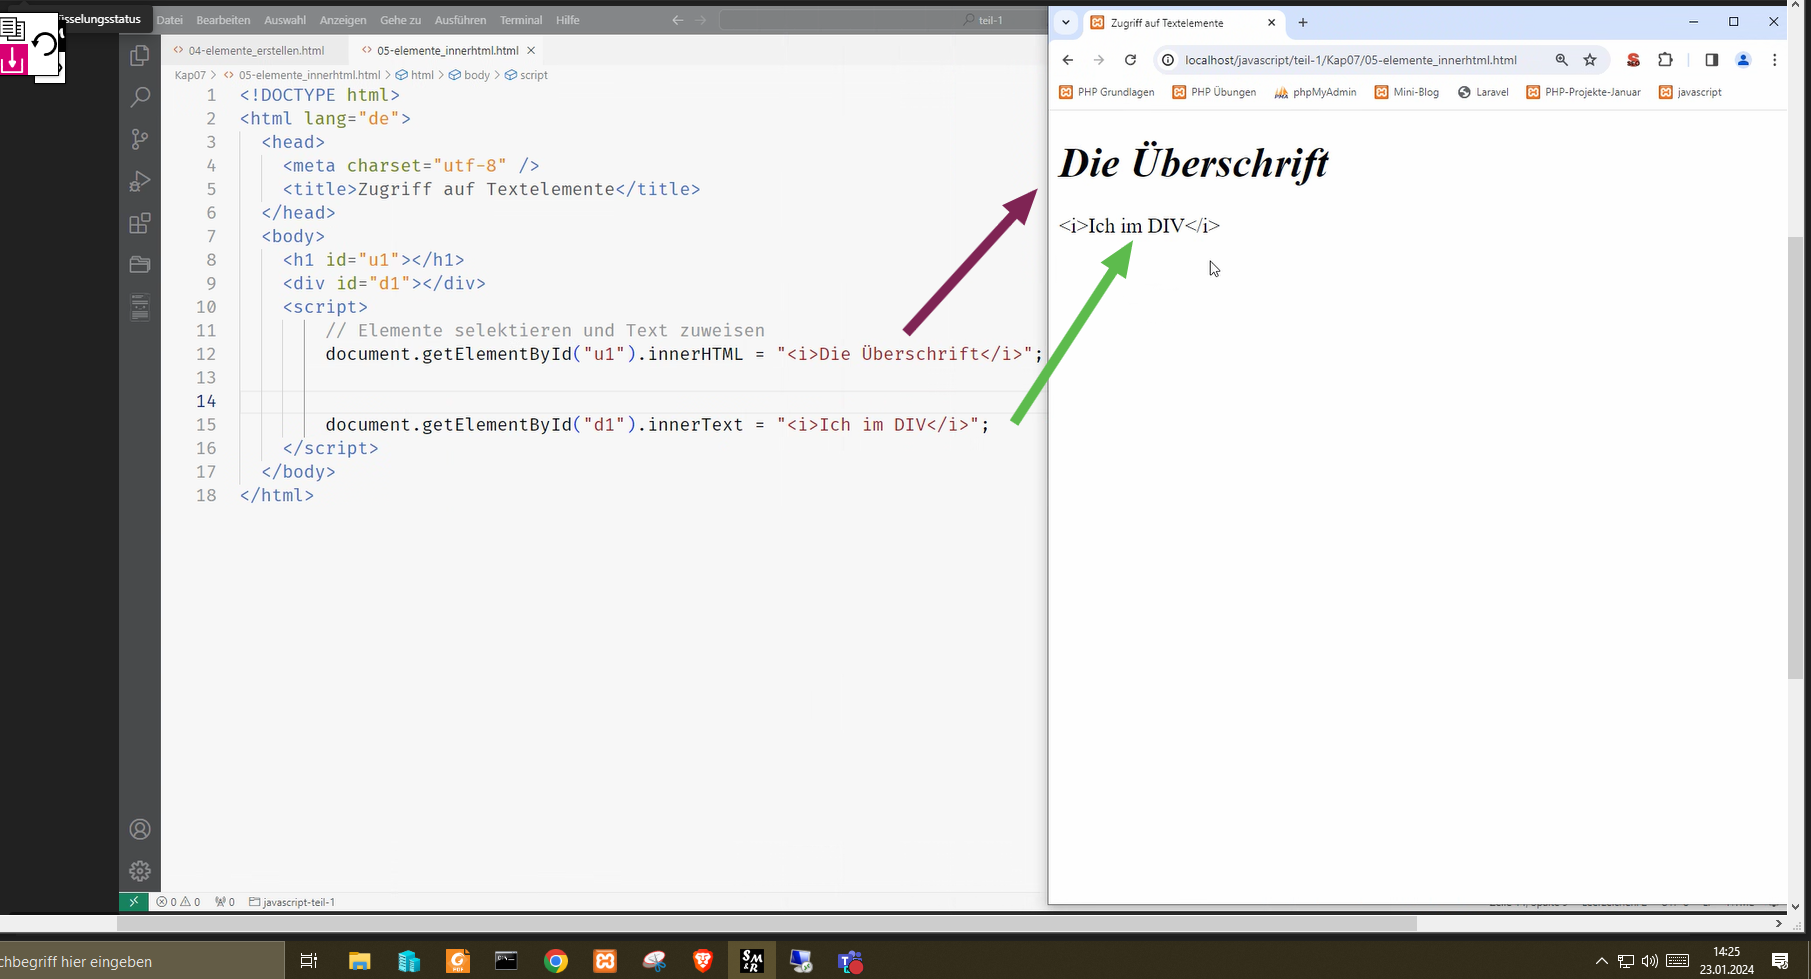 üsselungsstatus
Datei Bearbeiten Auswahl Anzeigen Gehe zu Ausführen Terminal Hilfe
teil-1
04-elemente_erstellen.html
05-elemente_innerhtml.html
Kap07 > 05-elemente_innerhtml.html > html > body > script
1 <!DOCTYPE html>
2 <html lang="de">
3 <head>
4 <meta charset="utf-8" />
5 <title>Zugriff auf Textelemente</title>
6 </head>
7 <body>
8 <h1 id="u1"></h1>
9 <div id="d1"></div>
10 <script>
11 // Elemente selektieren und Text zuweisen
12 document.getElementById("u1").innerHTML = "<i>Die Überschrift</i>";
13
14
15 document.getElementById("d1").innerText = "<i>Ich im DIV</i>";
16 </script>
17 </body>
18 </html>
0 0 0 javascript-teil-1
Zugriff auf Textelemente
localhost/javascript/teil-1/Kap07/05-elemente_innerhtml.html
PHP Grundlagen PHP Übungen phpMyAdmin Mini-Blog Laravel PHP-Projekte-Januar javascript
Die Überschrift
<i>Ich im DIV</i>
chbegriff hier eingeben
14:25
23.01.2024